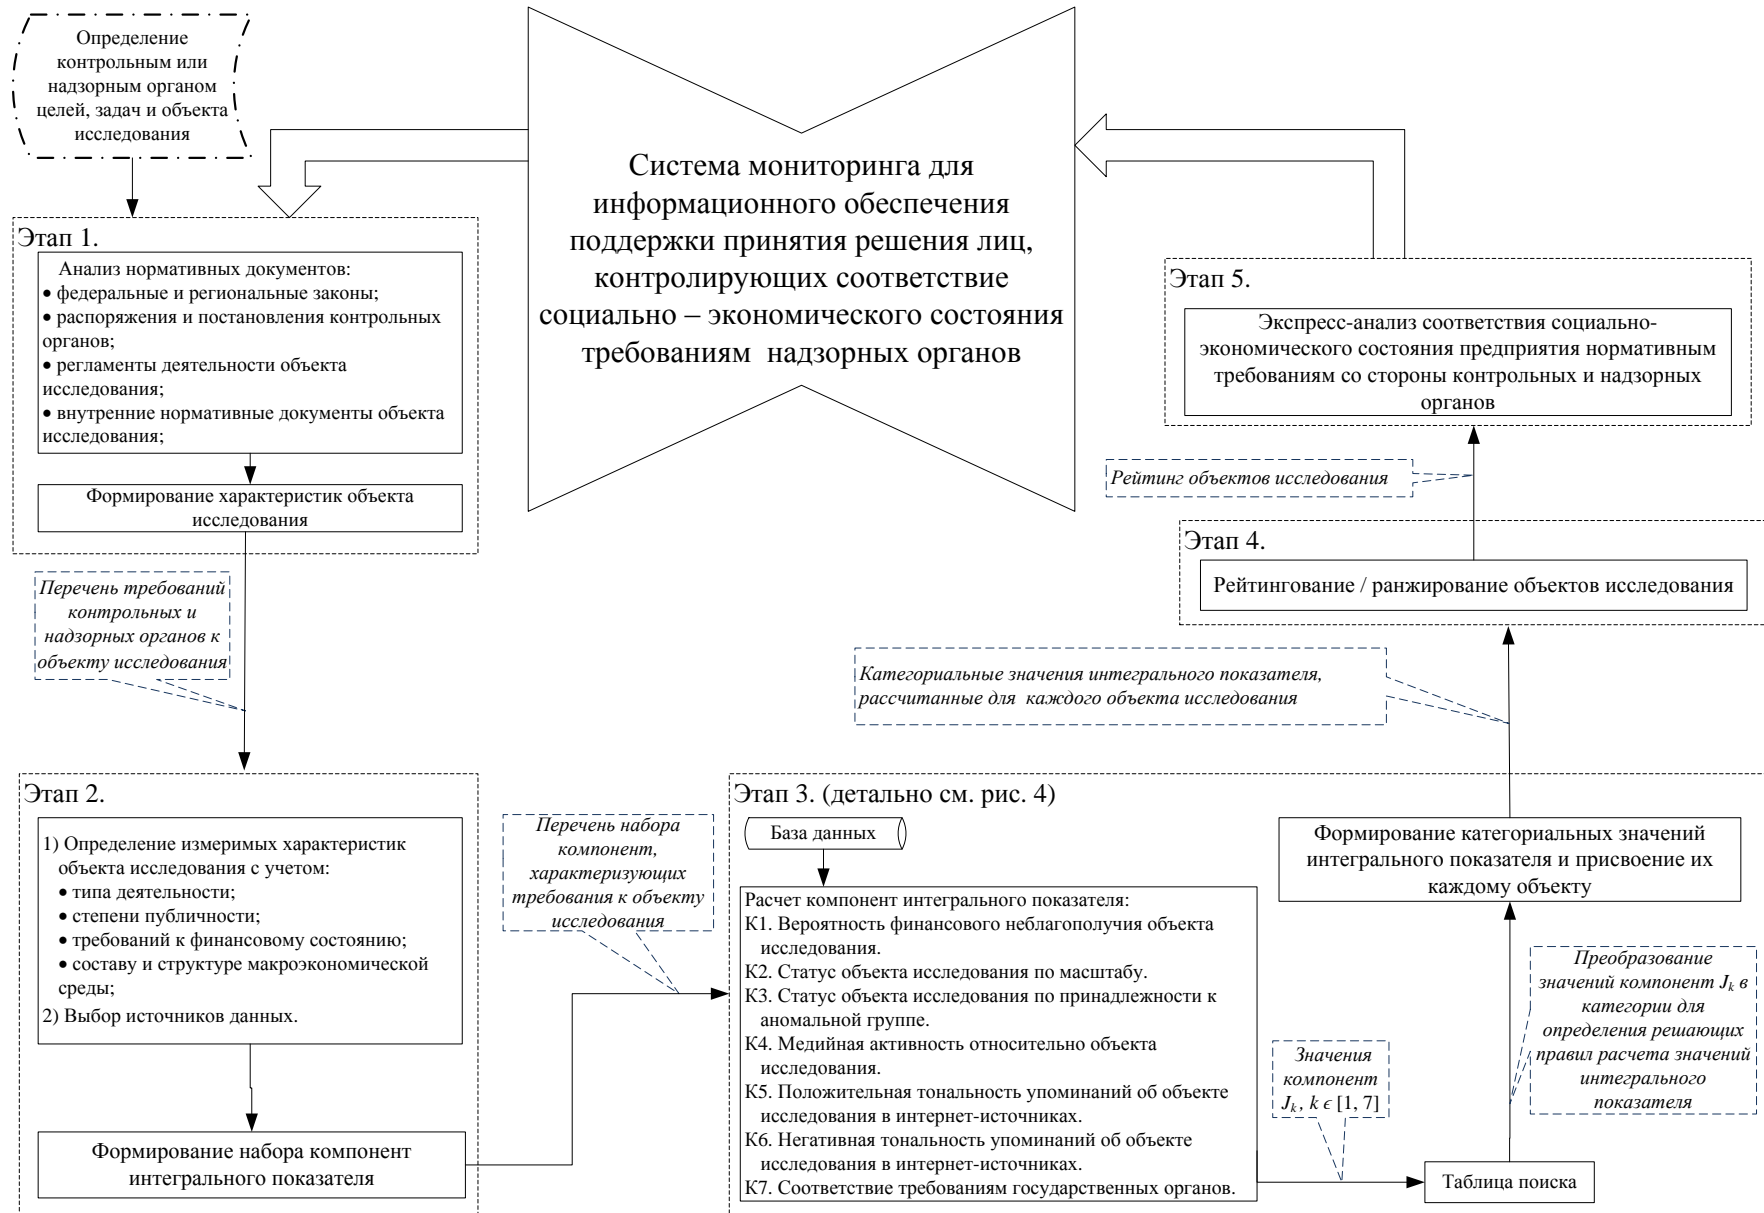 Определение
контрольным или
надзорным органом
целей, задач и объекта
исследования
Система мониторинга для
информационного обеспечения
поддержки принятия решения лиц,
контролирующих соответствие
социально – экономического состояния
требованиям надзорных органов
Этап 1.
Анализ нормативных документов:
• федеральные и региональные законы;
• распоряжения и постановления контрольных
органов;
• регламенты деятельности объекта
исследования;
• внутренние нормативные документы объекта
исследования;
Формирование характеристик объекта
исследования
Перечень требований
контрольных и
надзорных органов к
объекту исследования
Этап 2.
1) Определение измеримых характеристик
объекта исследования с учетом:
• типа деятельности;
• степени публичности;
• требований к финансовому состоянию;
• составу и структуре макроэкономической
среды;
2) Выбор источников данных.
Формирование набора компонент
интегрального показателя
Перечень набора
компонент,
характеризующих
требования к объекту
исследования
Этап 3. (детально см. рис. 4)
База данных
Расчет компонент интегрального показателя:
К1. Вероятность финансового неблагополучия объекта
исследования.
К2. Статус объекта исследования по масштабу.
К3. Статус объекта исследования по принадлежности к
аномальной группе.
К4. Медийная активность относительно объекта
исследования.
К5. Положительная тональность упоминаний об объекте
исследования в интернет-источниках.
К6. Негативная тональность упоминаний об объекте
исследования в интернет-источниках.
К7. Соответствие требованиям государственных органов.
Значения
компонент
Jₖ, k ϵ [1, 7]
Таблица поиска
Преобразование
значений компонент Jₖ в
категории для
определения решающих
правил расчета значений
интегрального
показателя
Формирование категориальных значений
интегрального показателя и присвоение их
каждому объекту
Категориальные значения интегрального показателя,
рассчитанные для каждого объекта исследования
Этап 4.
Рейтингование / ранжирование объектов исследования
Рейтинг объектов исследования
Этап 5.
Экспресс-анализ соответствия социально-
экономического состояния предприятия нормативным
требованиям со стороны контрольных и надзорных
органов